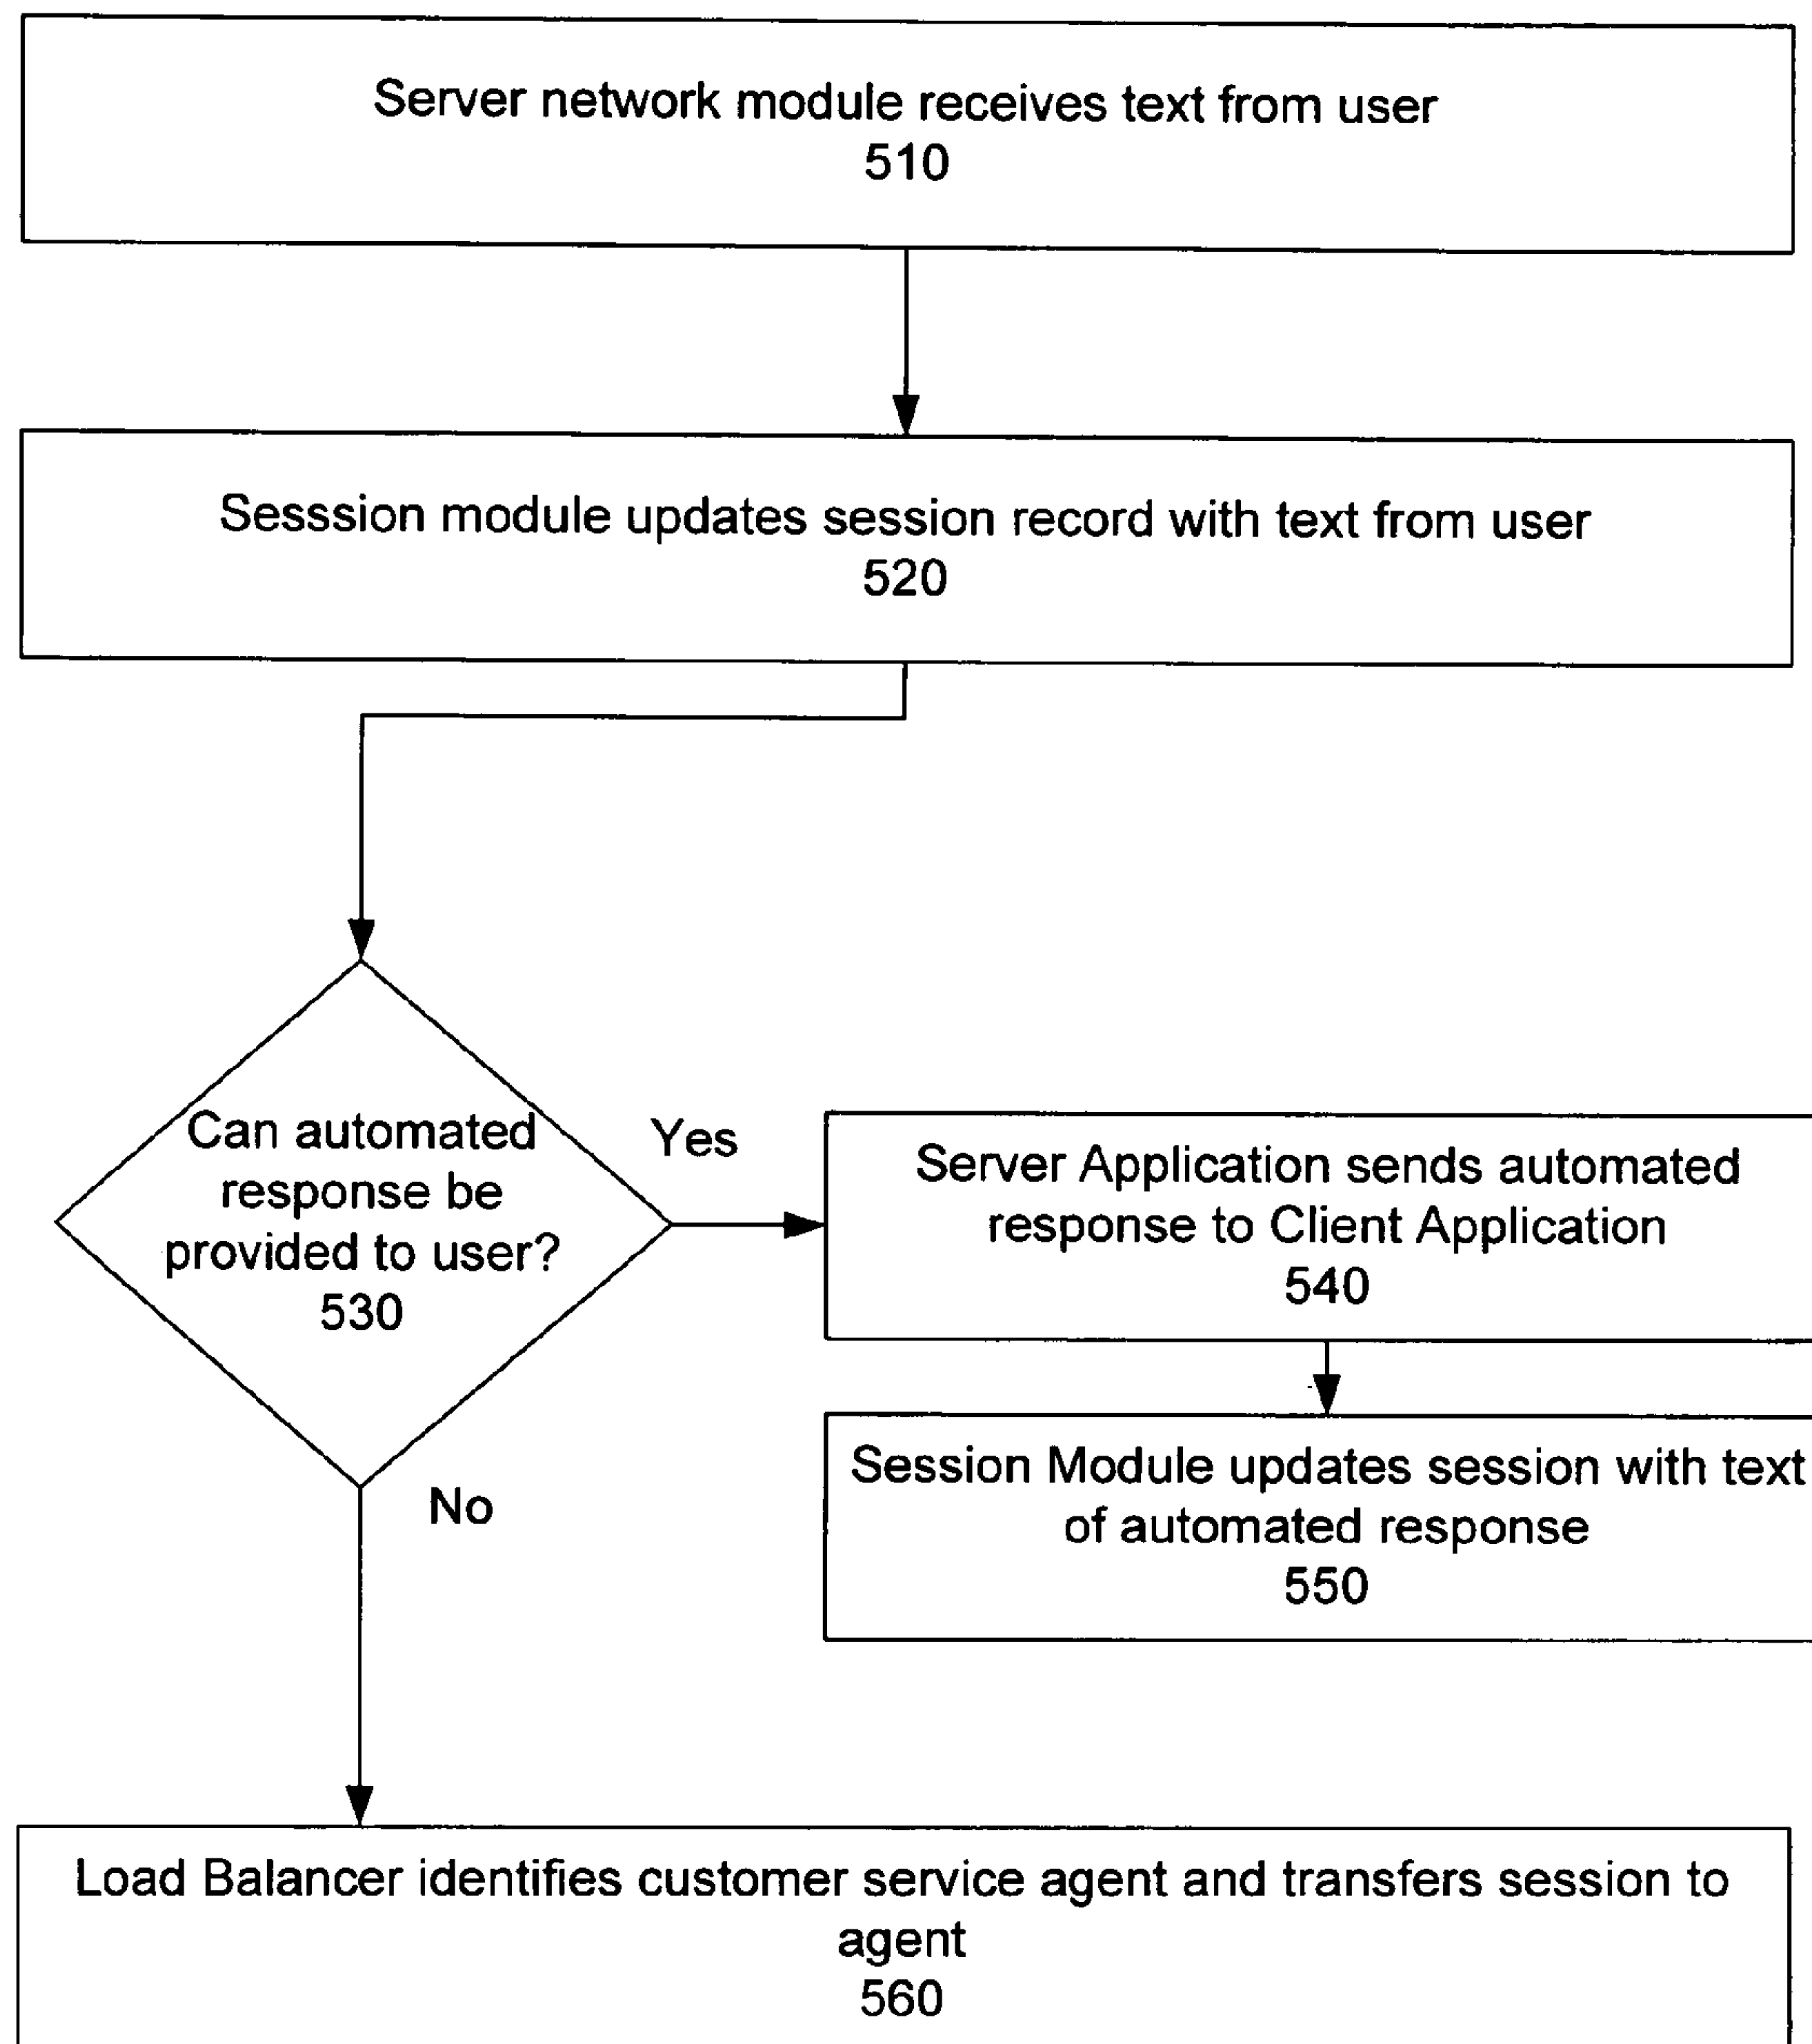 Server network module receives text from user
510
Sesssion module updates session record with text from user
520
Can automated
response be
provided to user?
530
Yes
Server Application sends automated
response to Client Application
540
Session Module updates session with text
of automated response
550
No
Load Balancer identifies customer service agent and transfers session to
agent
560